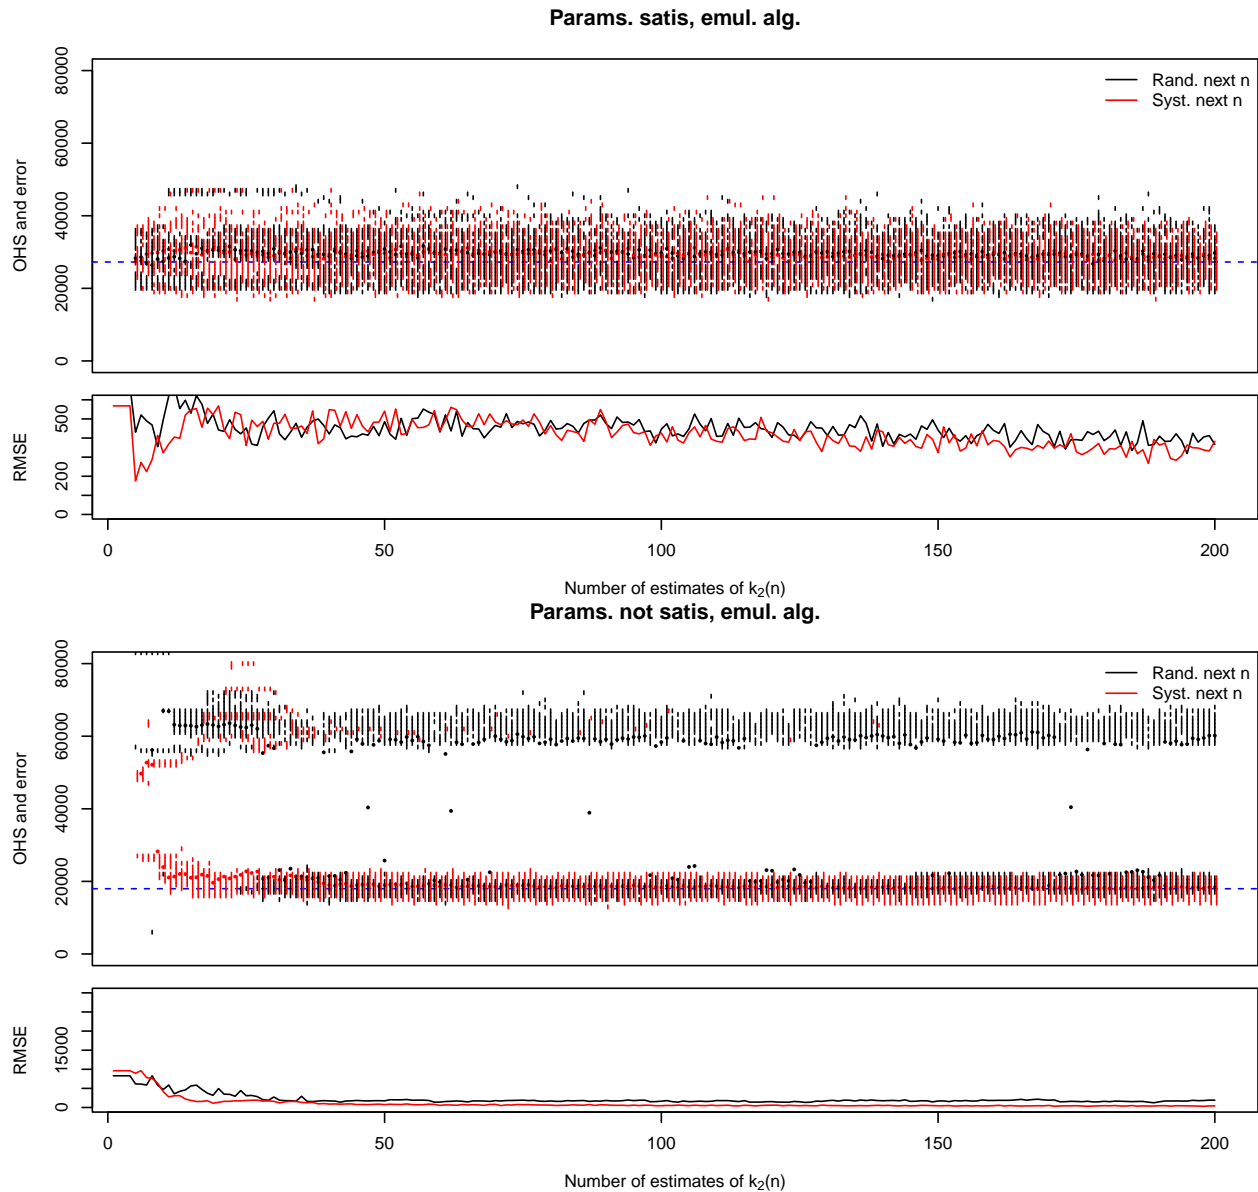 Params. satis, emul. alg.
80000
60000
40000
20000
0
OHS and error
Rand. next n
Syst. next n
5000
2000
0
RMSE
0 50 100 150 200
Number of estimates of k₂(n)
Params. not satis, emul. alg.
80000
60000
40000
20000
0
OHS and error
Rand. next n
Syst. next n
15000
0
RMSE
0 50 100 150 200
Number of estimates of k₂(n)